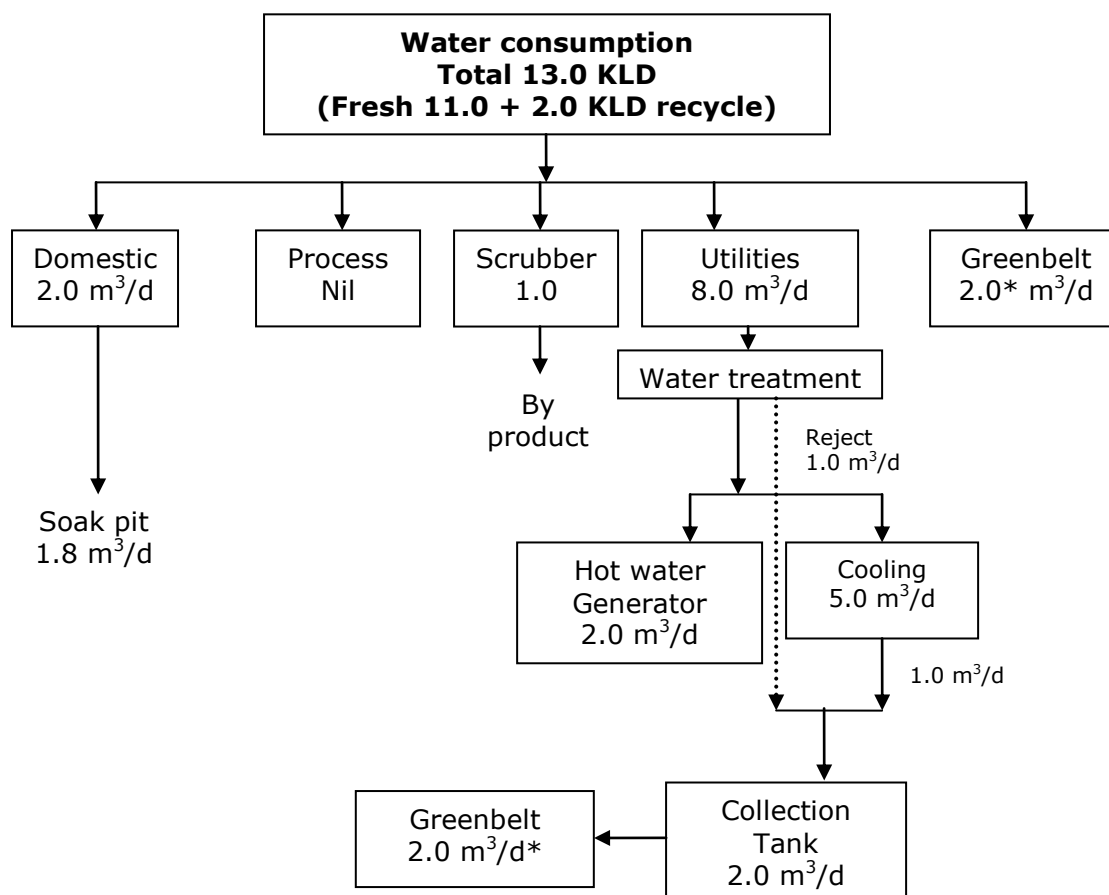 Water consumption
Total 13.0 KLD
(Fresh 11.0 + 2.0 KLD recycle)
Domestic
2.0 m³/d
Process
Nil
Scrubber
1.0
Utilities
8.0 m³/d
Greenbelt
2.0* m³/d
Water treatment
By
product
Reject
1.0 m³/d
Soak pit
1.8 m³/d
Hot water
Generator
2.0 m³/d
Cooling
5.0 m³/d
1.0 m³/d
Greenbelt
2.0 m³/d*
Collection
Tank
2.0 m³/d